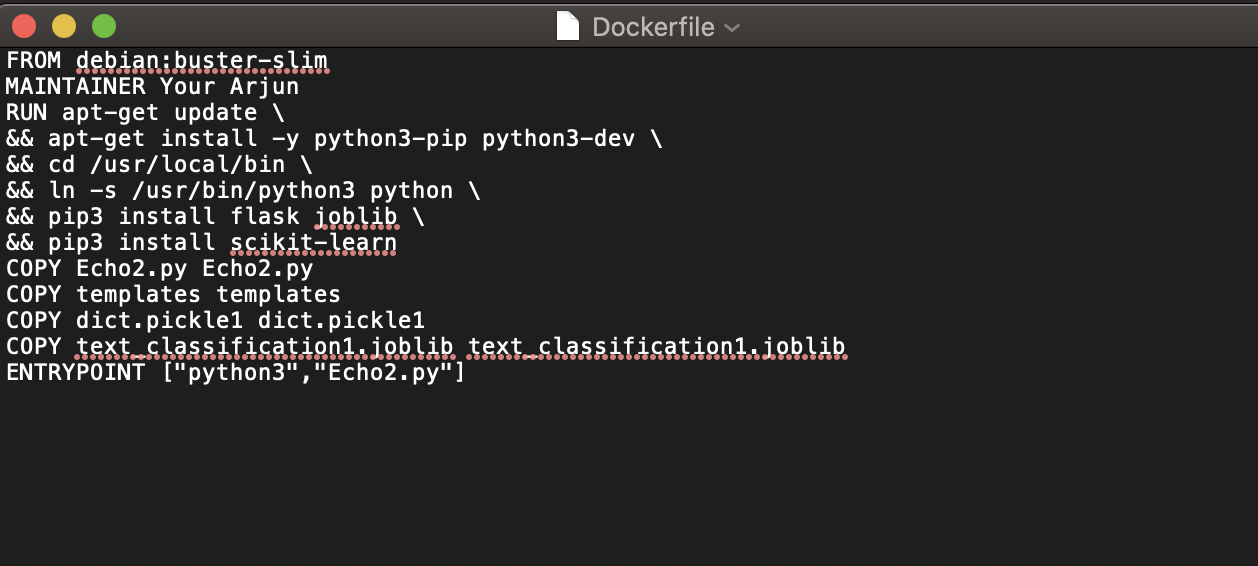 Dockerfile
FROM debian:buster-slim
MAINTAINER Your Arjun
RUN apt-get update \
&& apt-get install -y python3-pip python3-dev \
&& cd /usr/local/bin \
&& ln -s /usr/bin/python3 python \
&& pip3 install flask joblib \
&& pip3 install scikit-learn
COPY Echo2.py Echo2.py
COPY templates templates
COPY dict.pickle1 dict.pickle1
COPY text_classification1.joblib text_classification1.joblib
ENTRYPOINT ["python3","Echo2.py"]